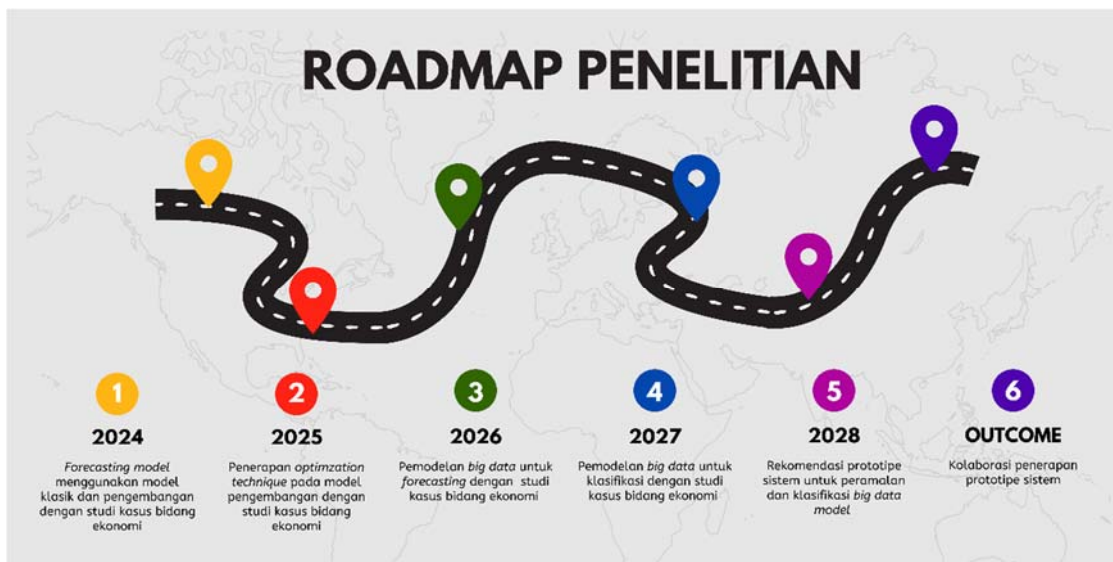 ROADMAP PENELITIAN
1
2024
Forecasting model
menggunakan model
klasik dan pengembangan
dengan studi kasus bidang
ekonomi
2
2025
Penerapan optimzation
technique pada model
pengembangan dengan
studi kasus bidang
ekonomi
3
2026
Pemodelan big data untuk
forecasting dengan studi
kasus bidang ekonomi
4
2027
Pemodelan big data untuk
klasifikasi dengan studi
kasus bidang ekonomi
5
2028
Rekomendasi prototipe
sistem untuk peramalan
dan klasifikasi big data
model
6
OUTCOME
Kolaborasi penerapan
prototipe sistem